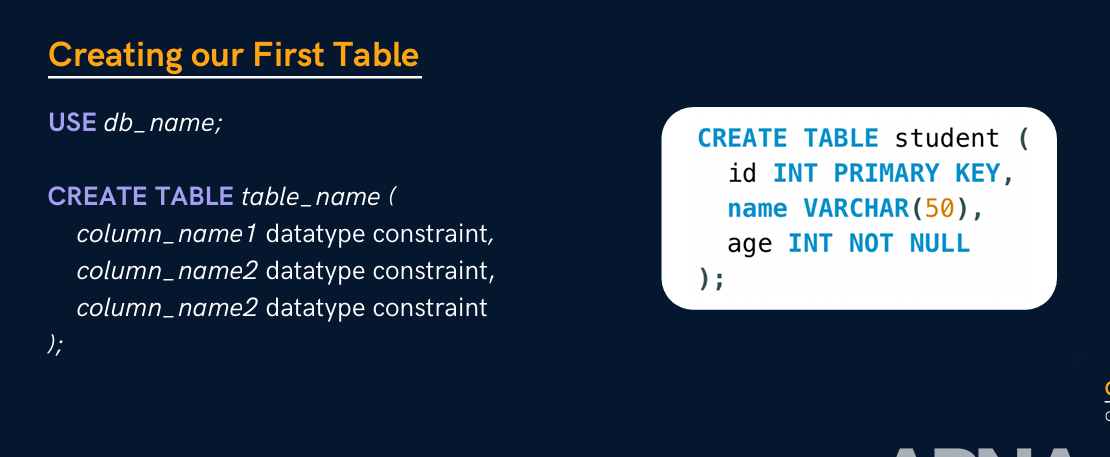 Creating our First Table
USE db_name;
CREATE TABLE table_name (
column_name1 datatype constraint,
column_name2 datatype constraint,
column_name2 datatype constraint
);
CREATE TABLE student (
id INT PRIMARY KEY,
name VARCHAR(50),
age INT NOT NULL
);